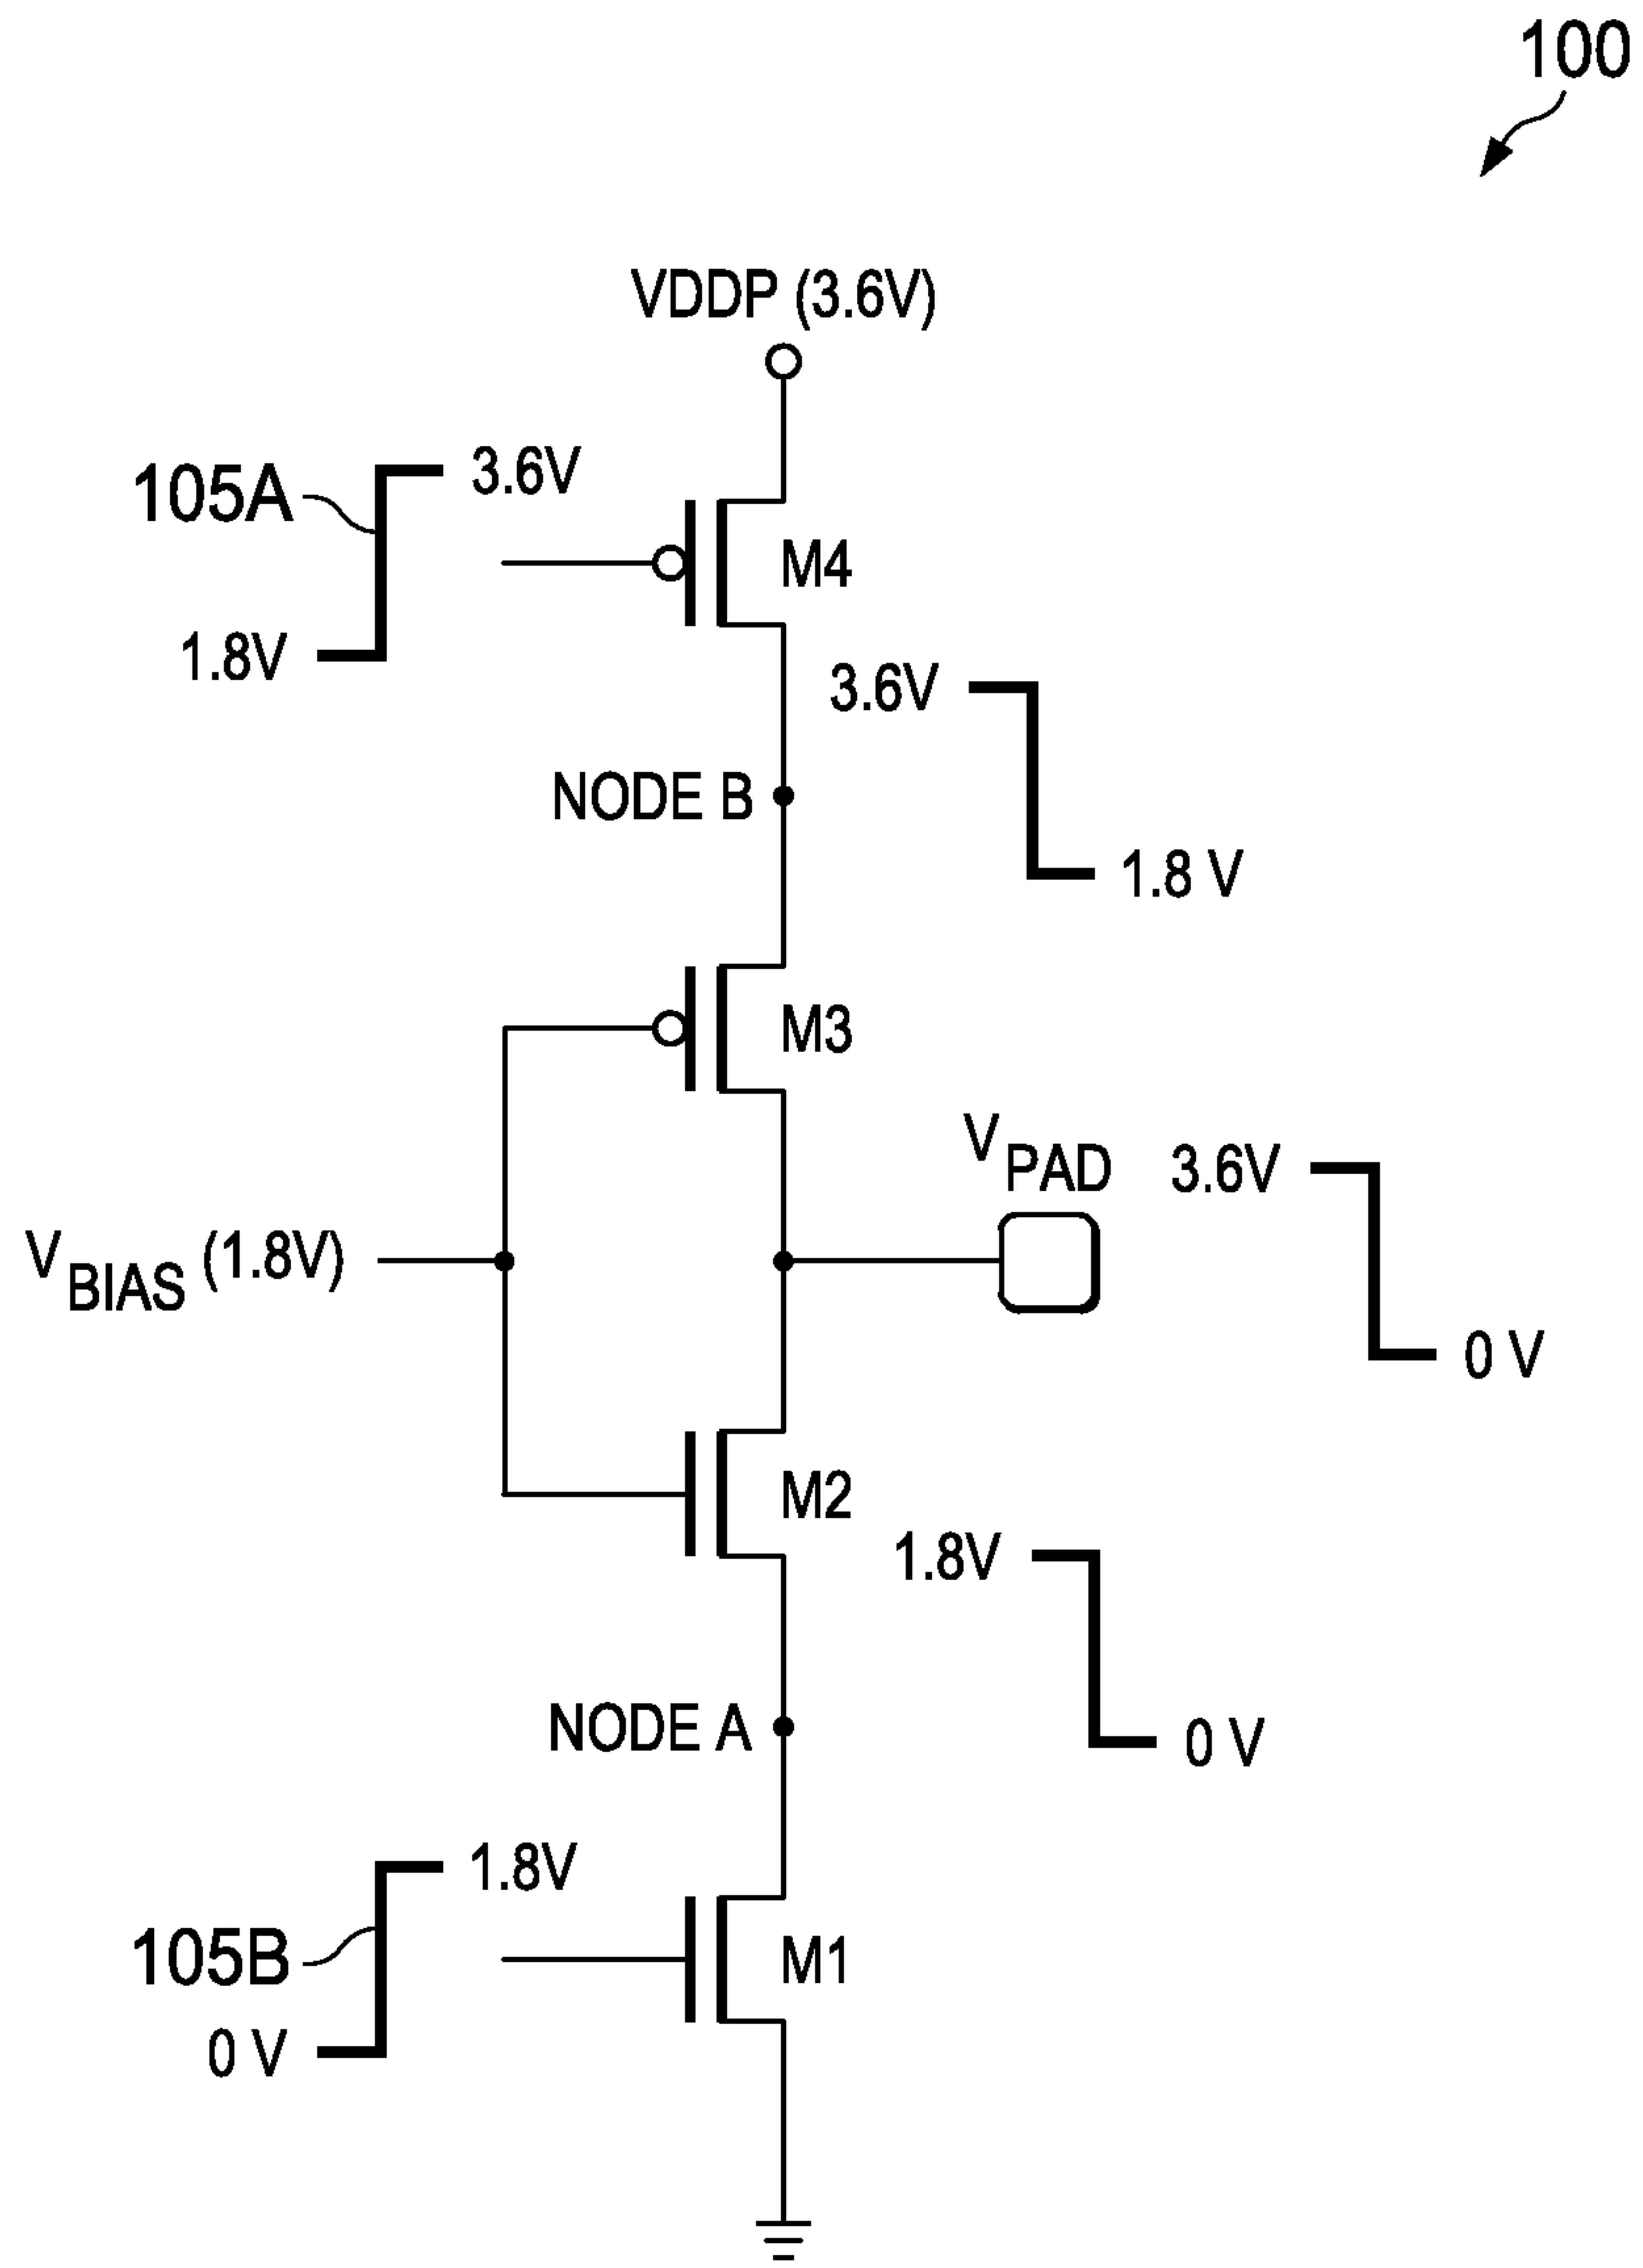 100
VDDP (3.6V)
105A
3.6V
1.8V
M4
3.6V
1.8 V
NODE B
M3
VPAD
3.6V
0 V
VBIAS (1.8V)
M2
1.8V
0 V
NODE A
105B
1.8V
0 V
M1